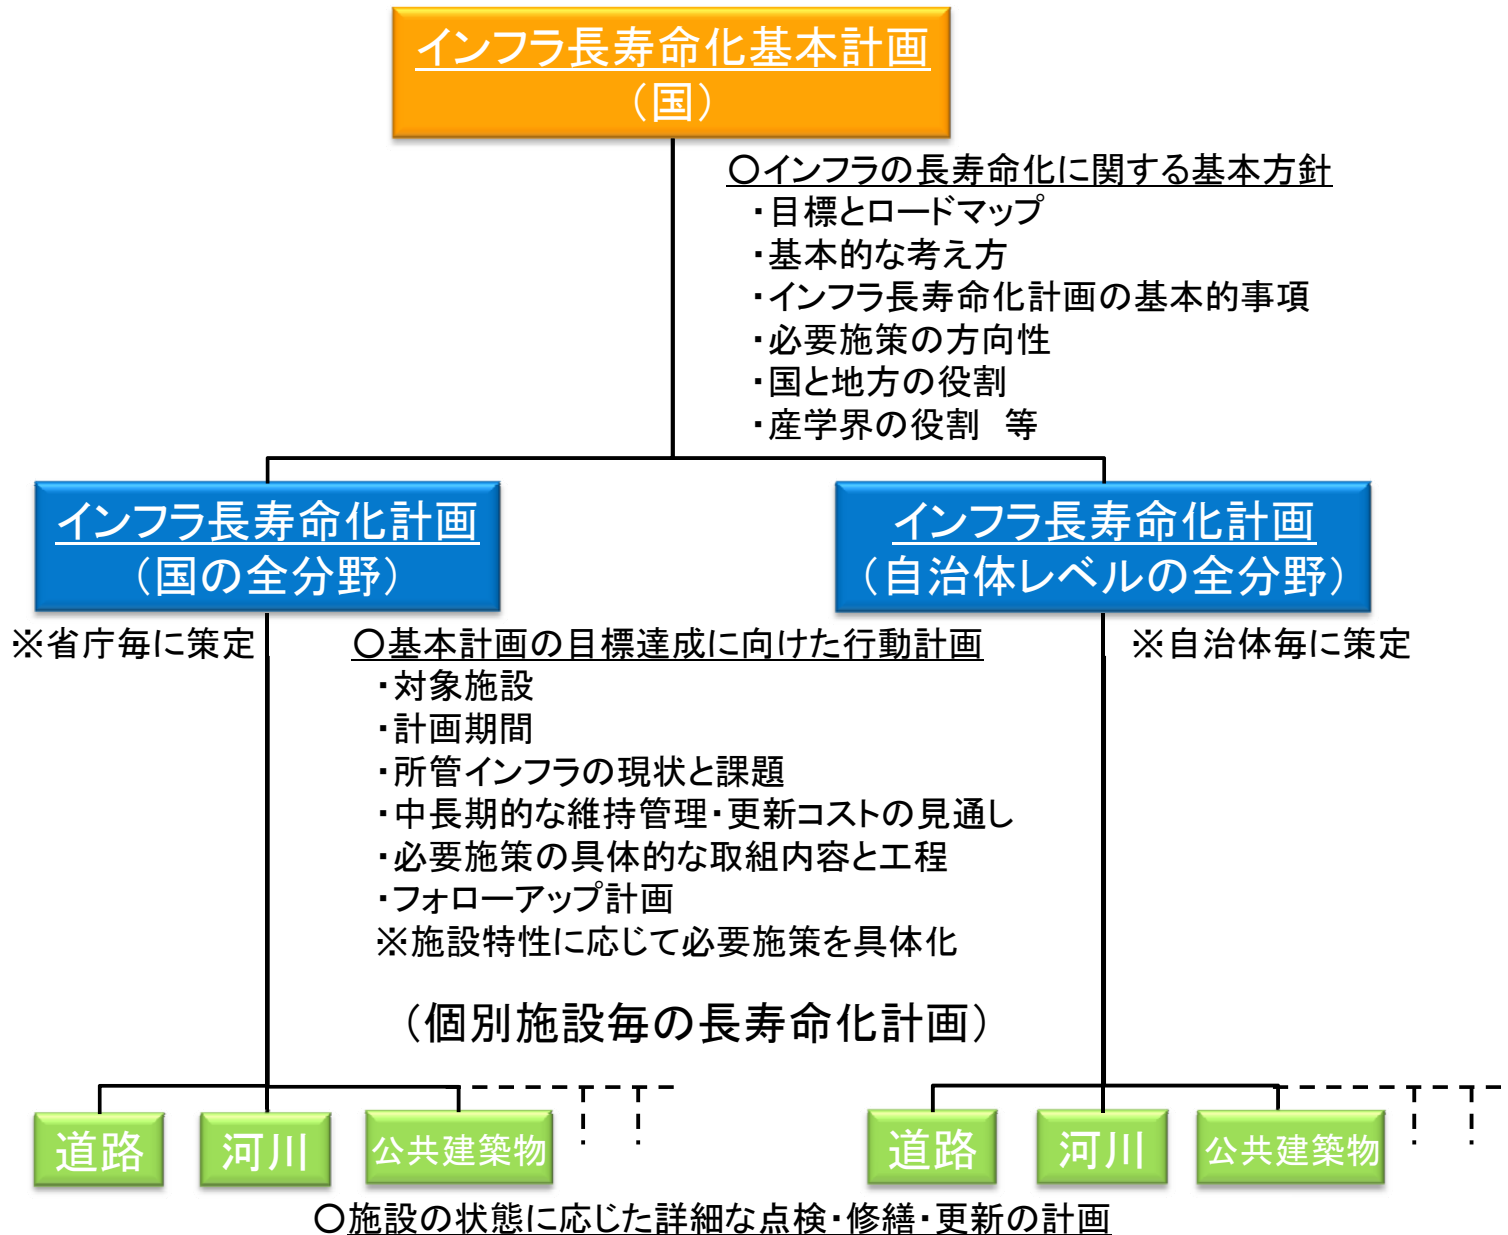 インフラ長寿命化基本計画
（国）
〇インフラの長寿命化に関する基本方針
・目標とロードマップ
・基本的な考え方
・インフラ長寿命化計画の基本的事項
・必要施策の方向性
・国と地方の役割
・産学界の役割　等
インフラ長寿命化計画
（国の全分野）
インフラ長寿命化計画
（自治体レベルの全分野）
※省庁毎に策定
〇基本計画の目標達成に向けた行動計画
※自治体毎に策定
・対象施設
・計画期間
・所管インフラの現状と課題
・中長期的な維持管理・更新コストの見通し
・必要施策の具体的な取組内容と工程
・フォローアップ計画
※施設特性に応じて必要施策を具体化
（個別施設毎の長寿命化計画）
道路
河川
公共建築物
道路
河川
公共建築物
〇施設の状態に応じた詳細な点検・修繕・更新の計画